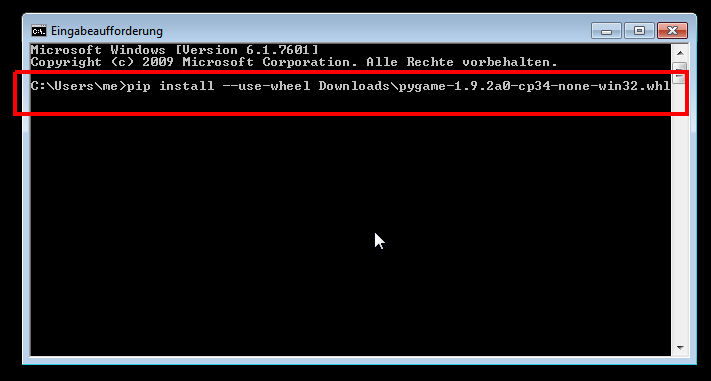 Eingabeaufforderung
Microsoft Windows [Version 6.1.7601]
Copyright (c) 2009 Microsoft Corporation. Alle Rechte vorbehalten.
C:\Users\me>pip install --use-wheel Downloads\pygame-1.9.2a0-cp34-none-win32.whl